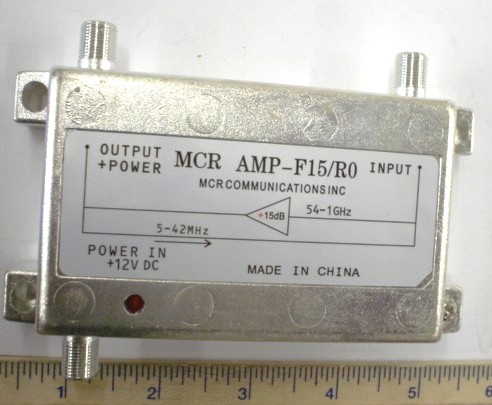 OUTPUT
+POWER
MCR AMP-F15/R0
INPUT
MCR COMMUNICATIONS INC
+15dB
54-1GHz
5-42MHz
POWER IN
+12V DC
MADE IN CHINA
1 2 3 4 5 6